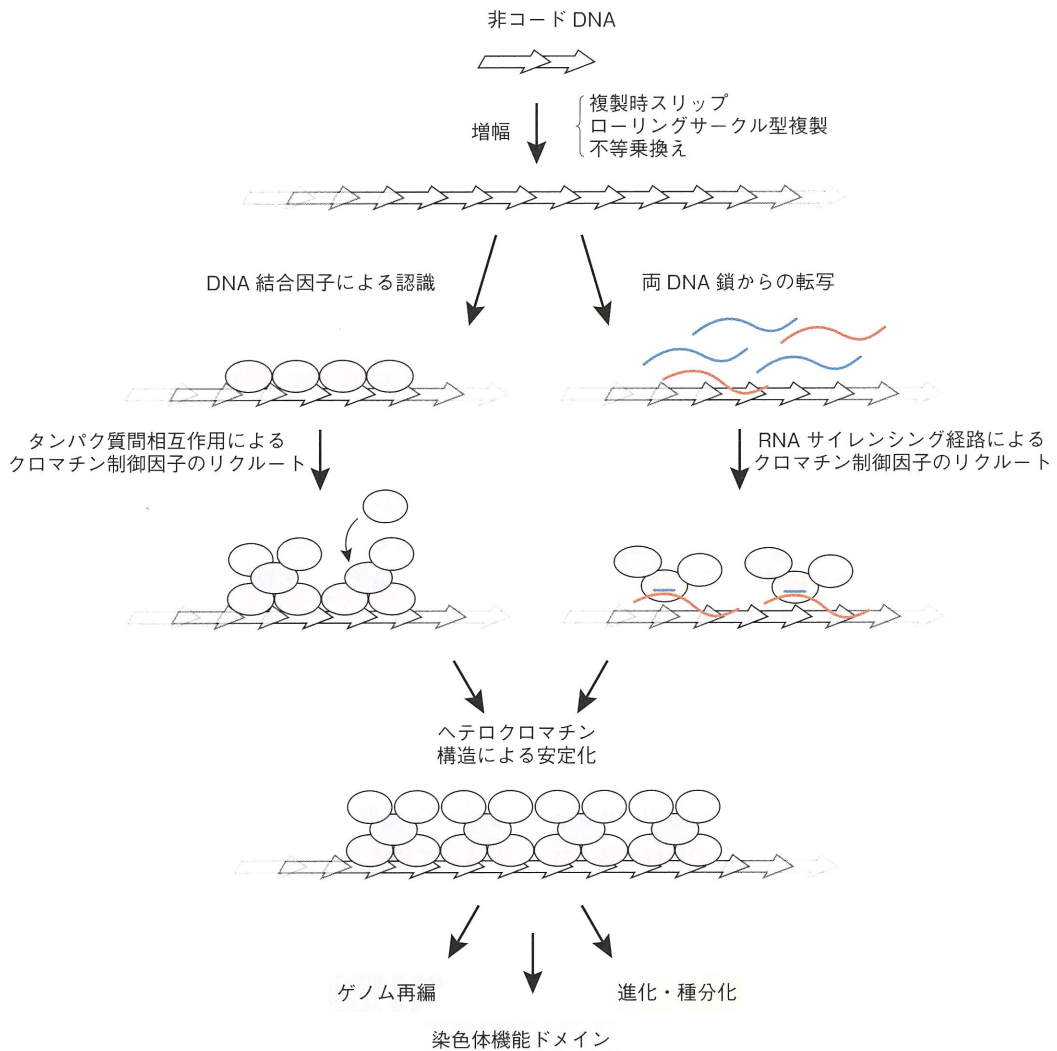 非コード DNA
増幅
複製時スリップ
ローリングサークル型複製
不等乗換え
DNA 結合因子による認識
両 DNA 鎖からの転写
タンパク質間相互作用による
クロマチン制御因子のリクルート
RNA サイレンシング経路による
クロマチン制御因子のリクルート
ヘテロクロマチン
構造による安定化
ゲノム再編
進化・種分化
染色体機能ドメイン